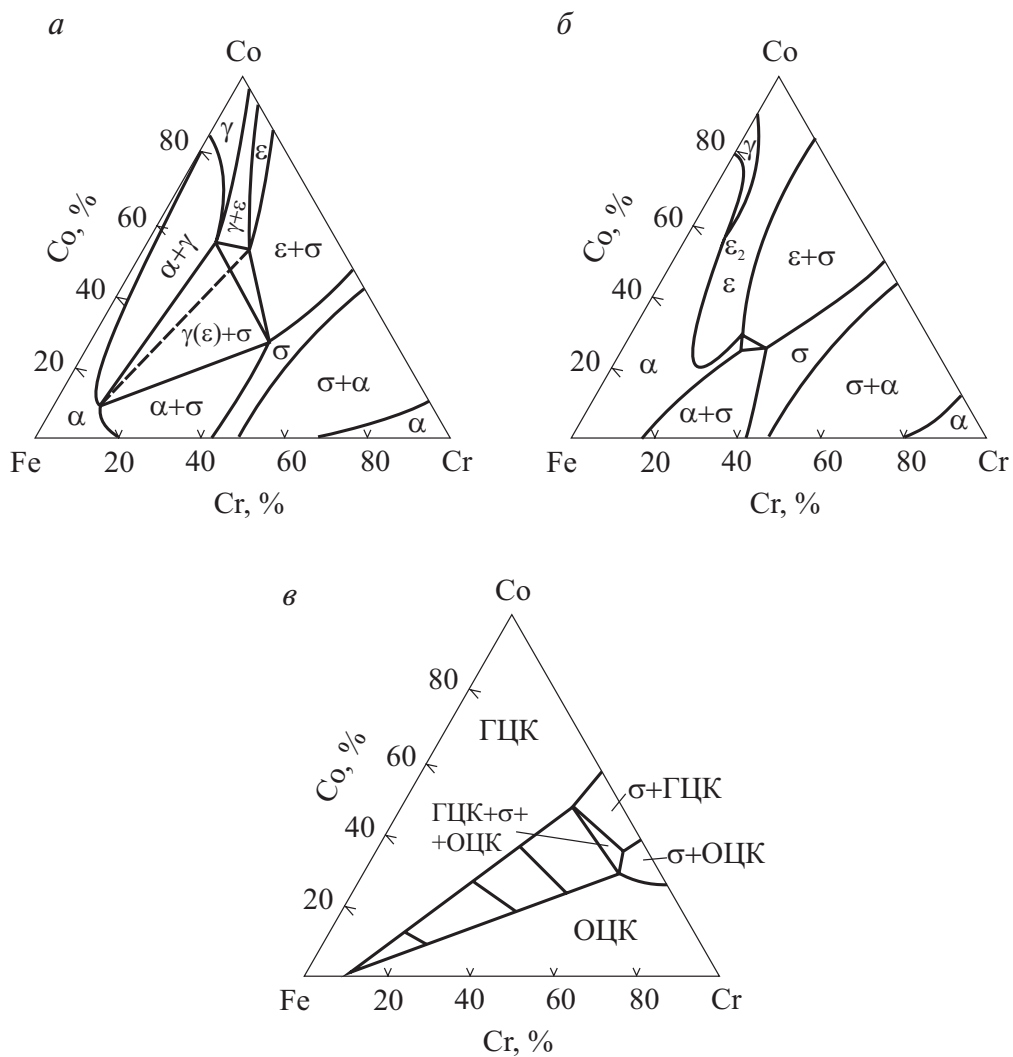 а
Co
80
60
40
20
Co, %
γ
ε
γ+ε
α+γ
ε+σ
γ(ε)+σ
σ
α
α+σ
σ+α
α
Fe
20
40
60
80
Cr
Cr, %
б
Co
80
60
40
20
Co, %
γ
ε₂
ε
ε+σ
α
σ
α+σ
σ+α
α
Fe
20
40
60
80
Cr
Cr, %
в
Co
80
60
40
20
Co, %
ГЦК
σ+ГЦК
ГЦК+σ+
+ОЦК
σ+ОЦК
ОЦК
Fe
20
40
60
80
Cr
Cr, %